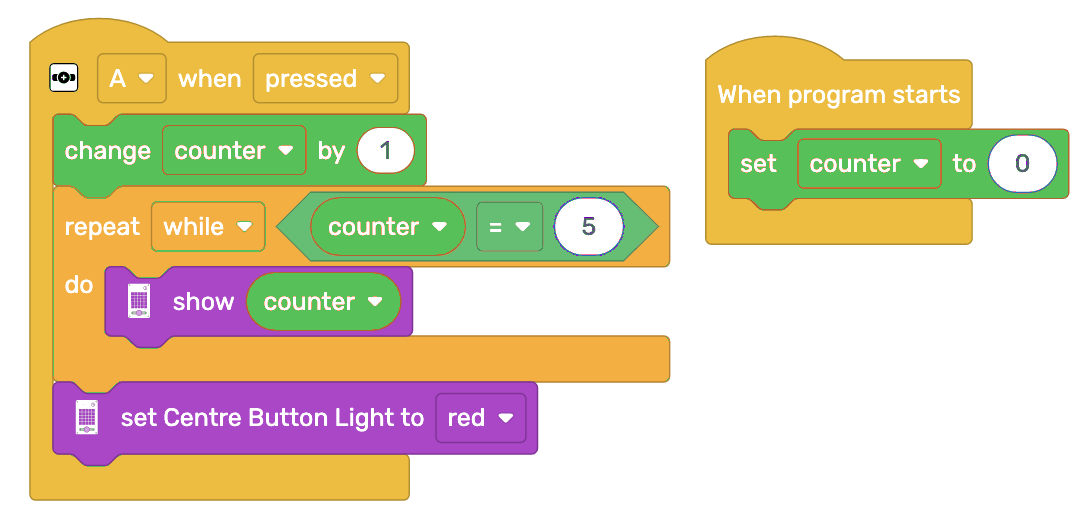 A when pressed
change counter by 1
repeat while counter = 5
do show counter
set Centre Button Light to red
When program starts
set counter to 0